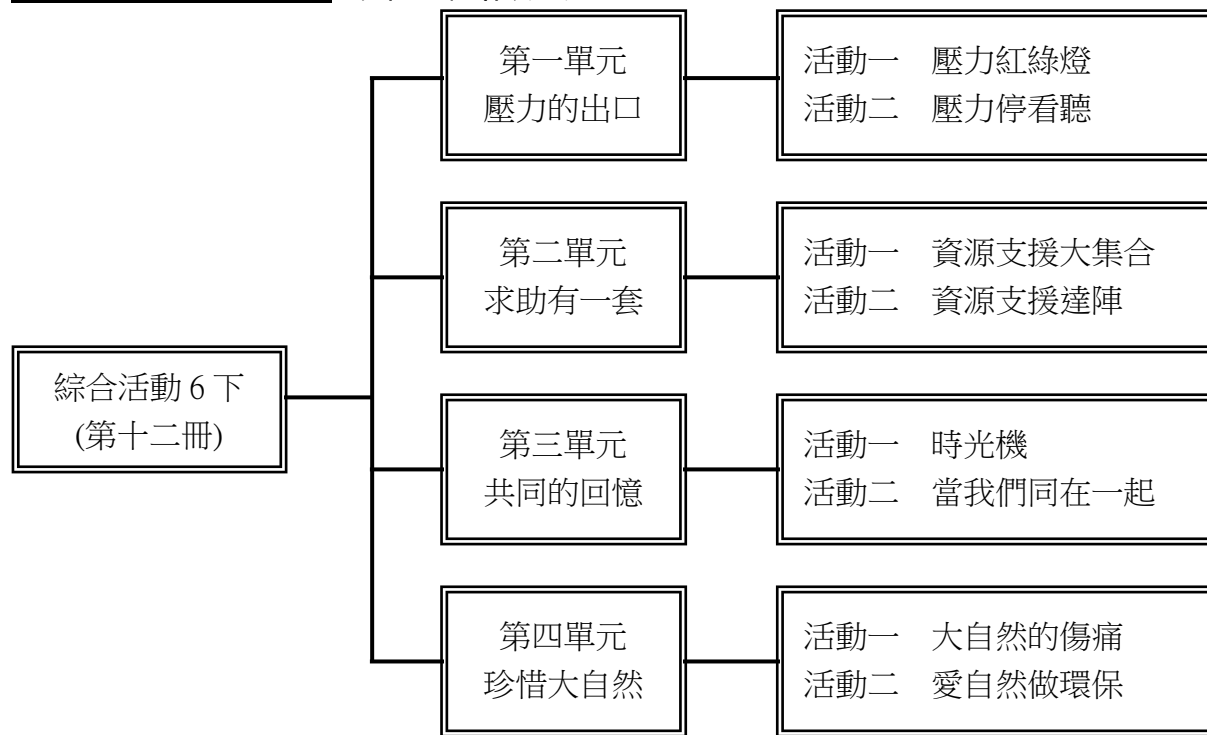 第一單元
壓力的出口
活動一　壓力紅綠燈
活動二　壓力停看聽
第二單元
求助有一套
活動一　資源支援大集合
活動二　資源支援達陣
綜合活動 6 下
(第十二冊)
第三單元
共同的回憶
活動一　時光機
活動二　當我們同在一起
第四單元
珍惜大自然
活動一　大自然的傷痛
活動二　愛自然做環保